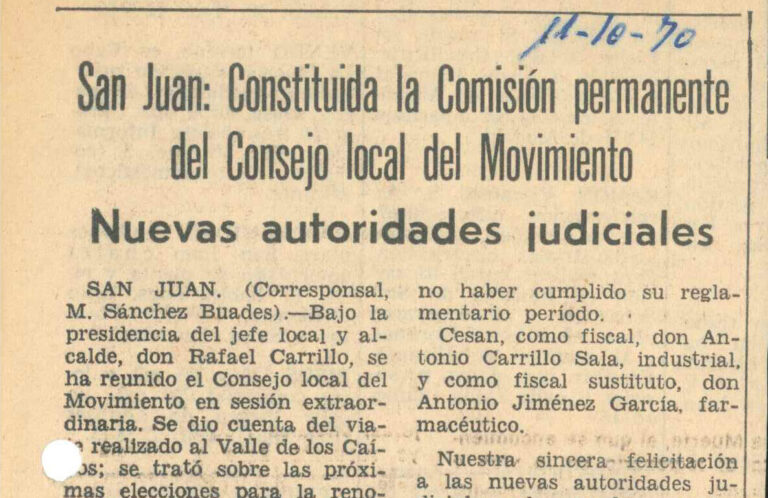 11-10-70
San Juan: Constituida la Comisión permanente
del Consejo local del Movimiento
Nuevas autoridades judiciales
SAN JUAN. (Corresponsal,
M. Sánchez Buades).—Bajo la
presidencia del jefe local y al-
calde, don Rafael Carrillo, se
ha reunido el Consejo local del
Movimiento en sesión extraor-
dinaria. Se dio cuenta del via-
realizado al Valle de los Caí-
s; se trató sobre las próxi-
mas elecciones para la reno-
no haber cumplido su regla-
mentario período.
Cesan, como fiscal, don An-
tonio Carrillo Sala, industrial,
y como fiscal sustituto, don
Antonio Jiménez García, far-
macéutico.
Nuestra sincera felicitación
a las nuevas autoridades ju-